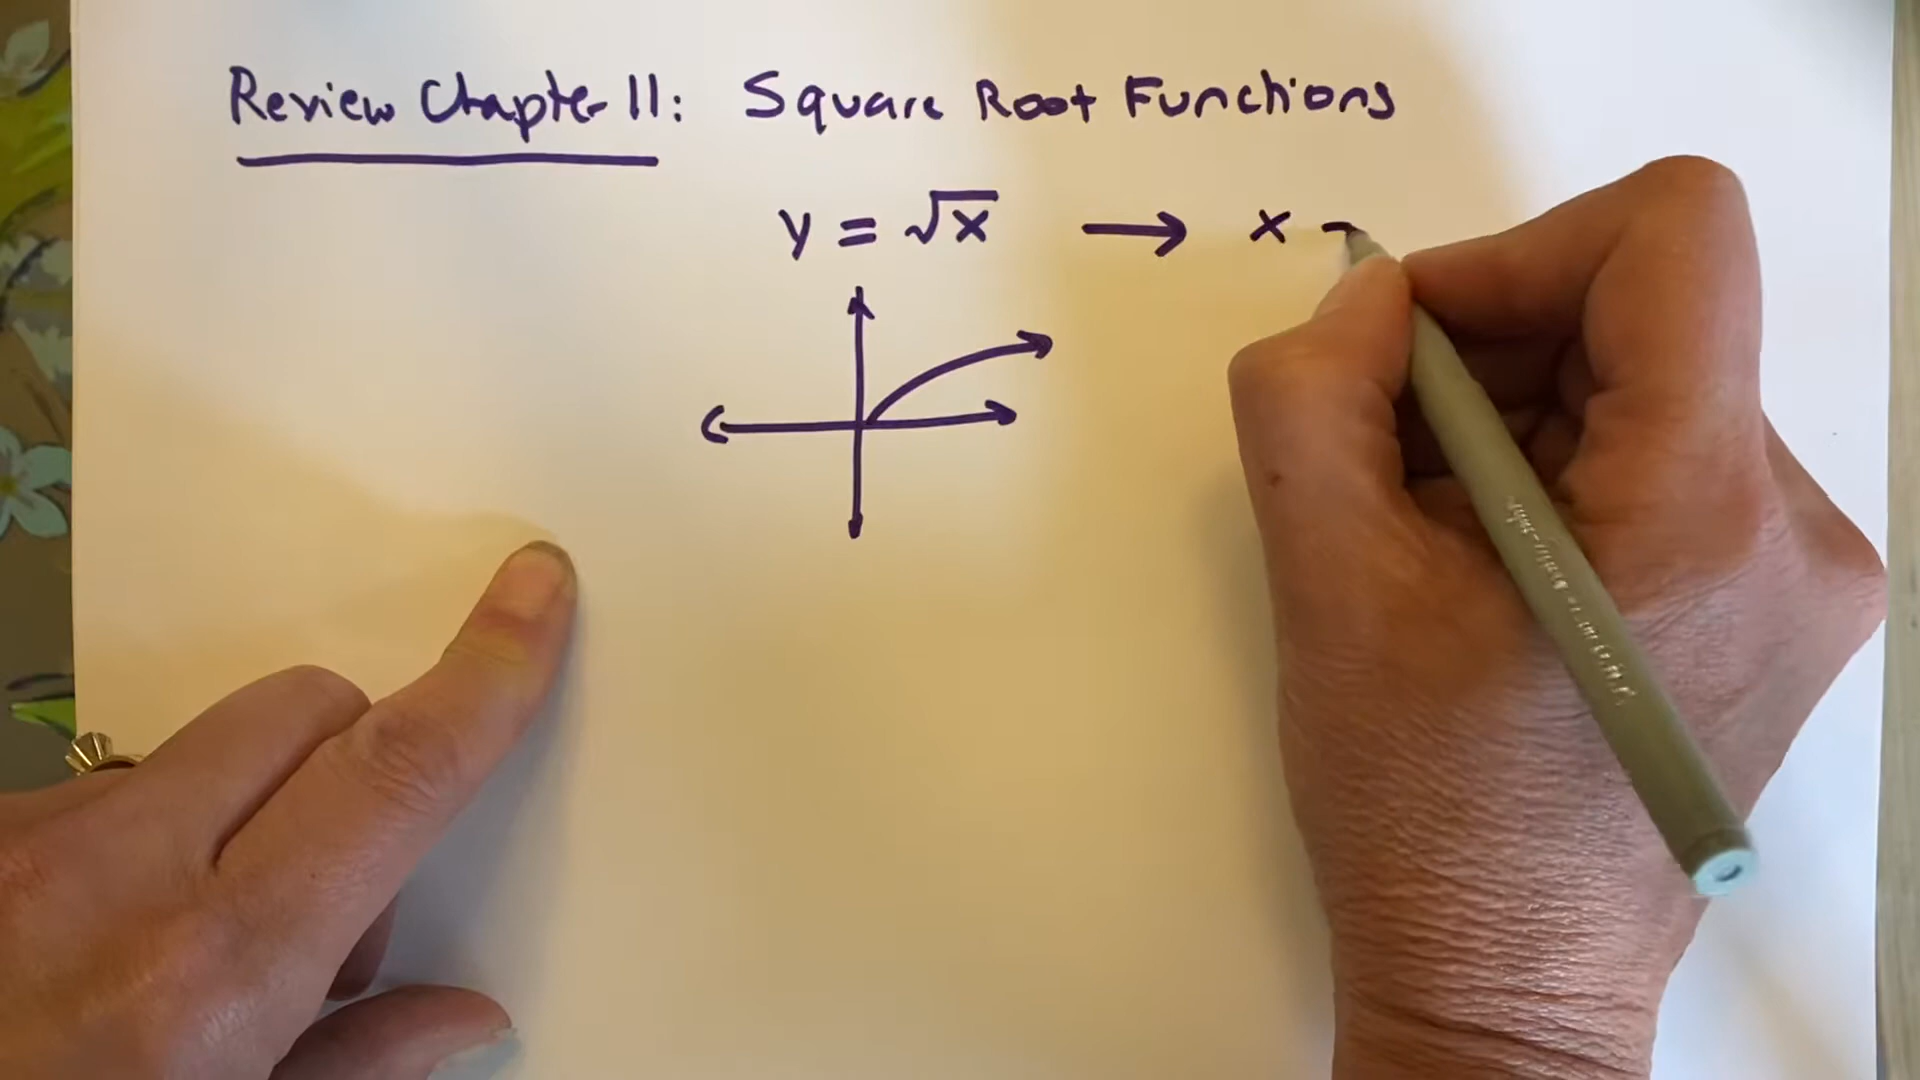 Review Chapter 11: Square Root Functions
y = √x → x -